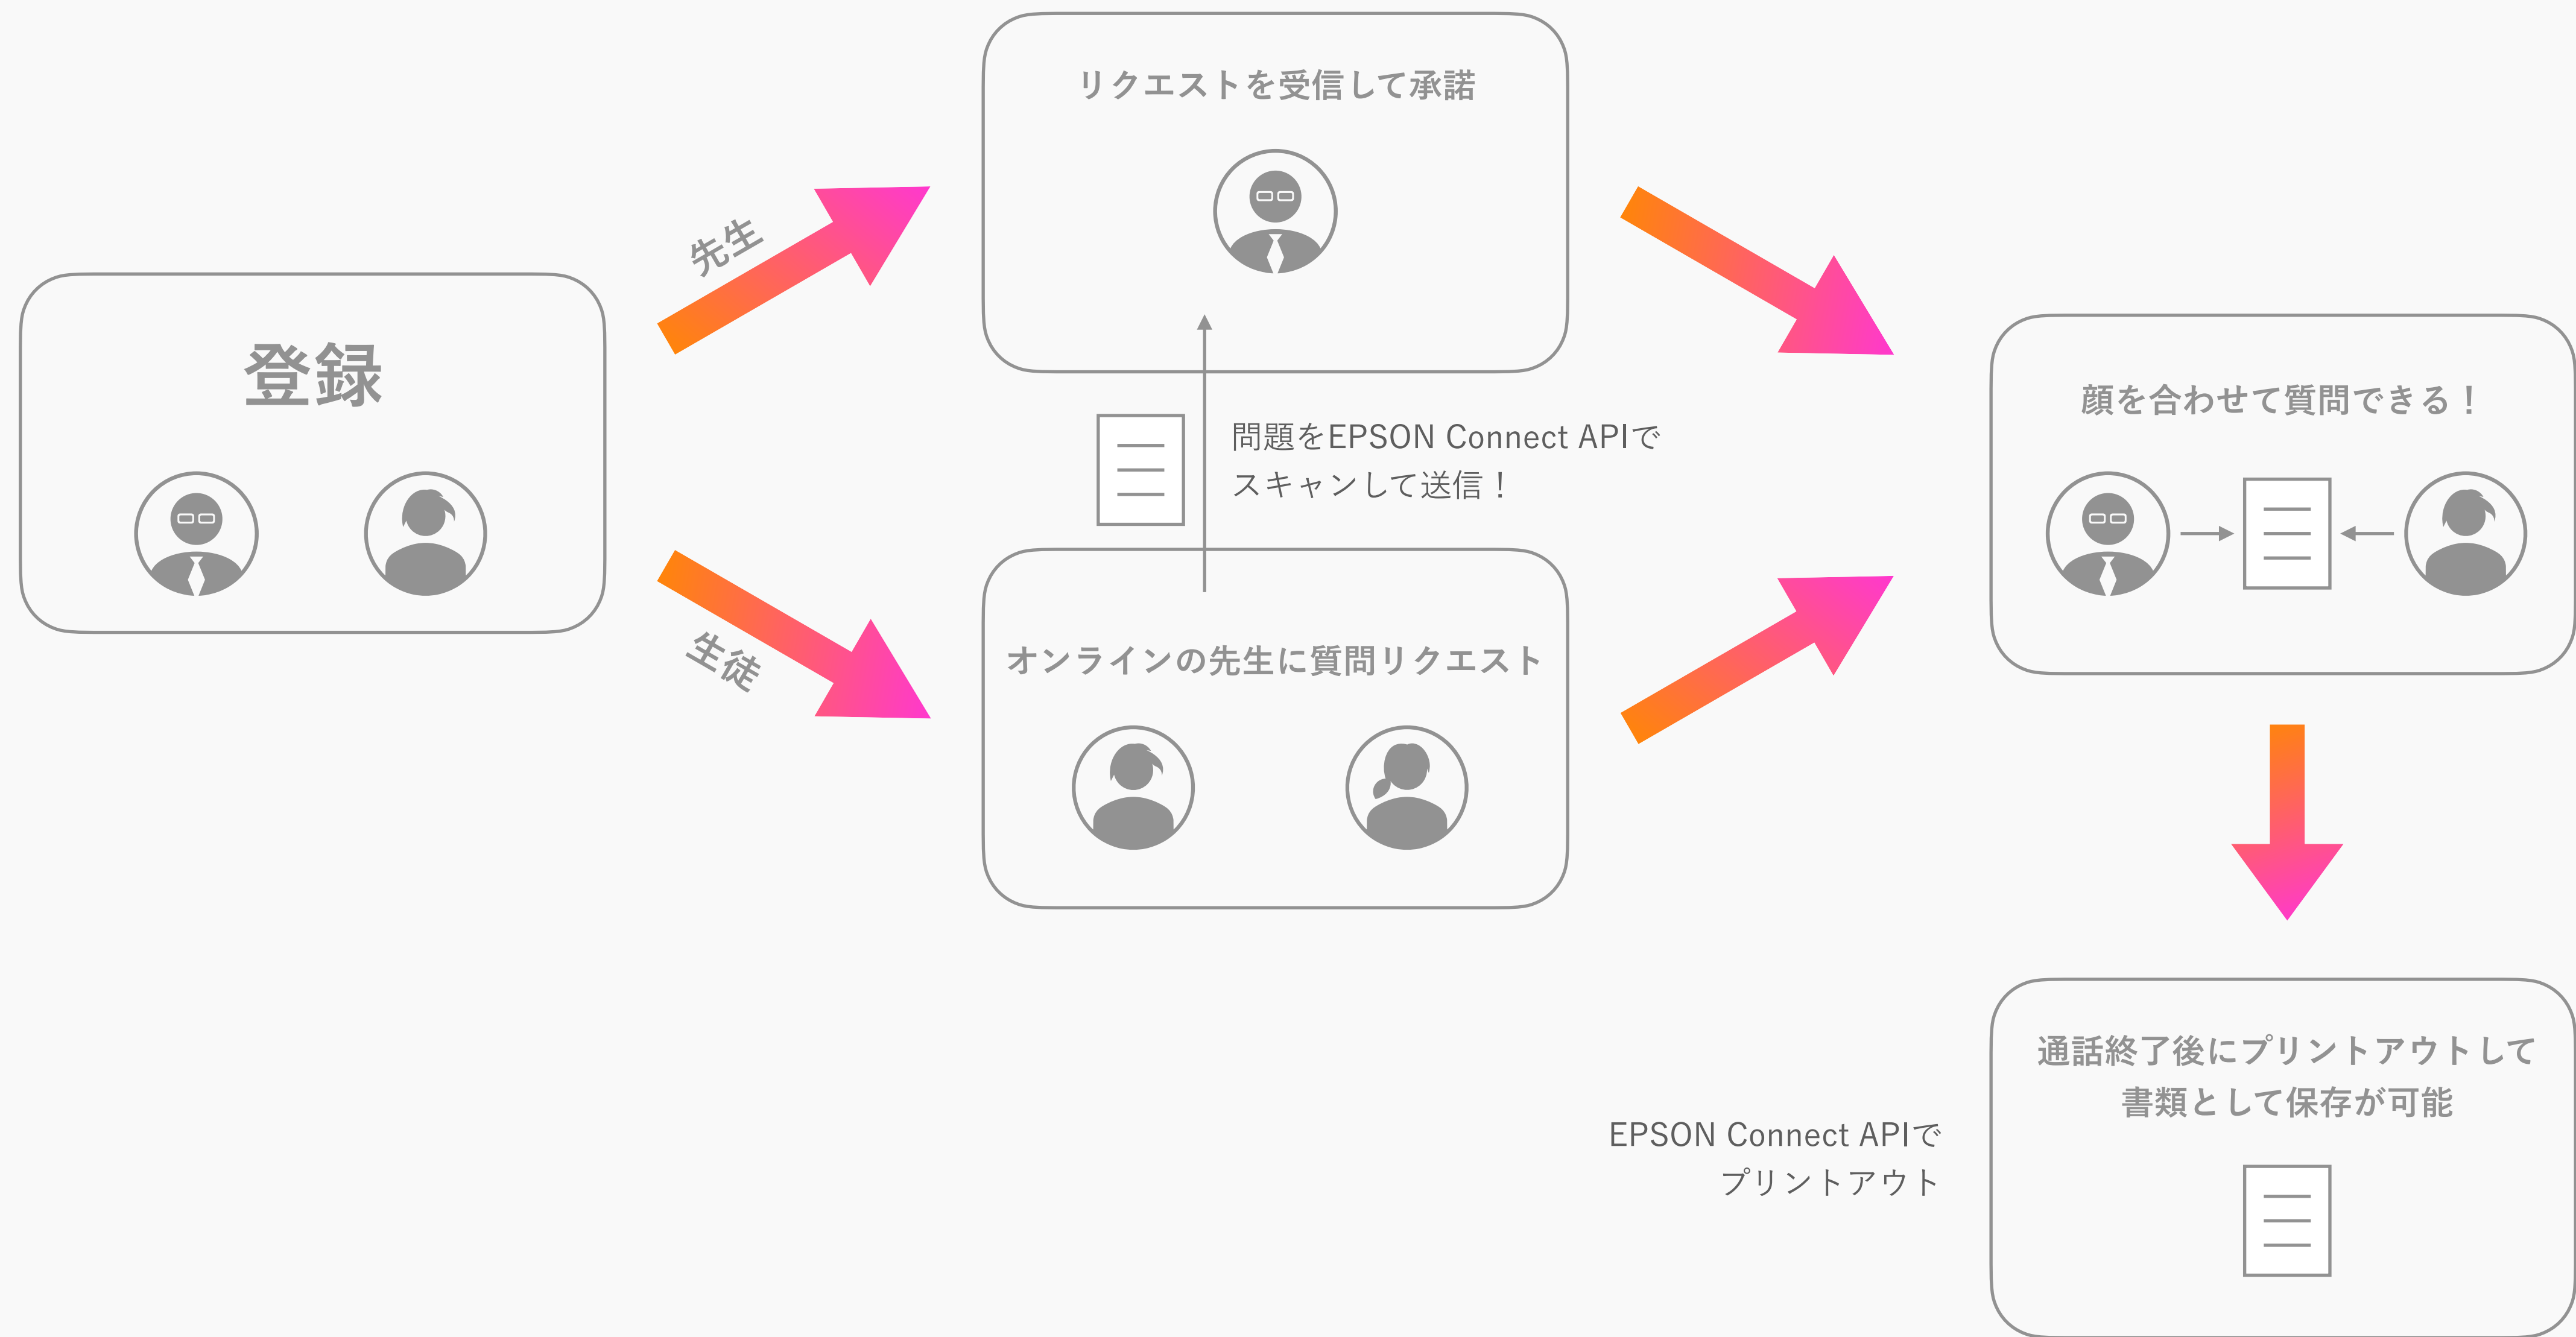 登録
先生
生徒
リクエストを受信して承諾
問題をEPSON Connect APIで
スキャンして送信！
オンラインの先生に質問リクエスト
顔を合わせて質問できる！
通話終了後にプリントアウトして
書類として保存が可能
EPSON Connect APIで
プリントアウト